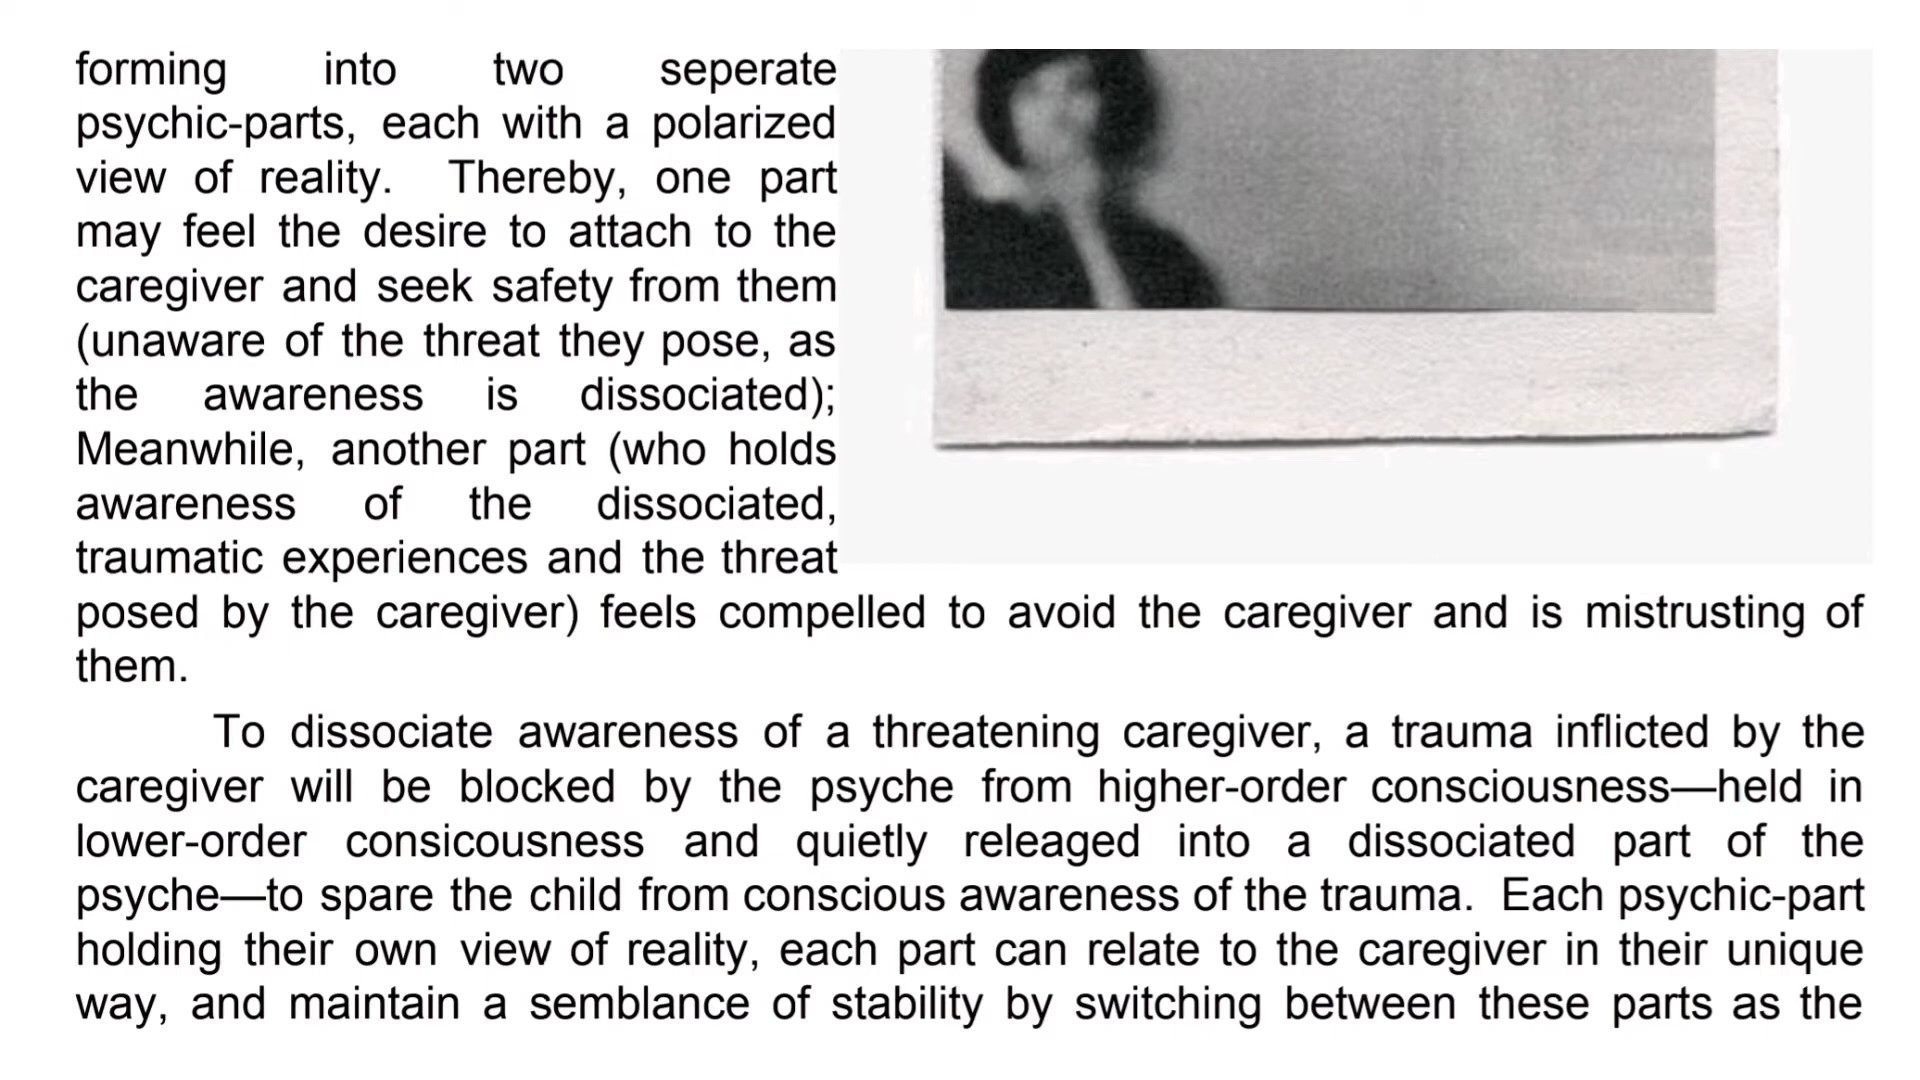 forming into two seperate
psychic-parts, each with a polarized
view of reality. Thereby, one part
may feel the desire to attach to the
caregiver and seek safety from them
(unaware of the threat they pose, as
the awareness is dissociated);
Meanwhile, another part (who holds
awareness of the dissociated,
traumatic experiences and the threat
posed by the caregiver) feels compelled to avoid the caregiver and is mistrusting of
them.
To dissociate awareness of a threatening caregiver, a trauma inflicted by the
caregiver will be blocked by the psyche from higher-order consciousness—held in
lower-order consicousness and quietly releaged into a dissociated part of the
psyche—to spare the child from conscious awareness of the trauma. Each psychic-part
holding their own view of reality, each part can relate to the caregiver in their unique
way, and maintain a semblance of stability by switching between these parts as the